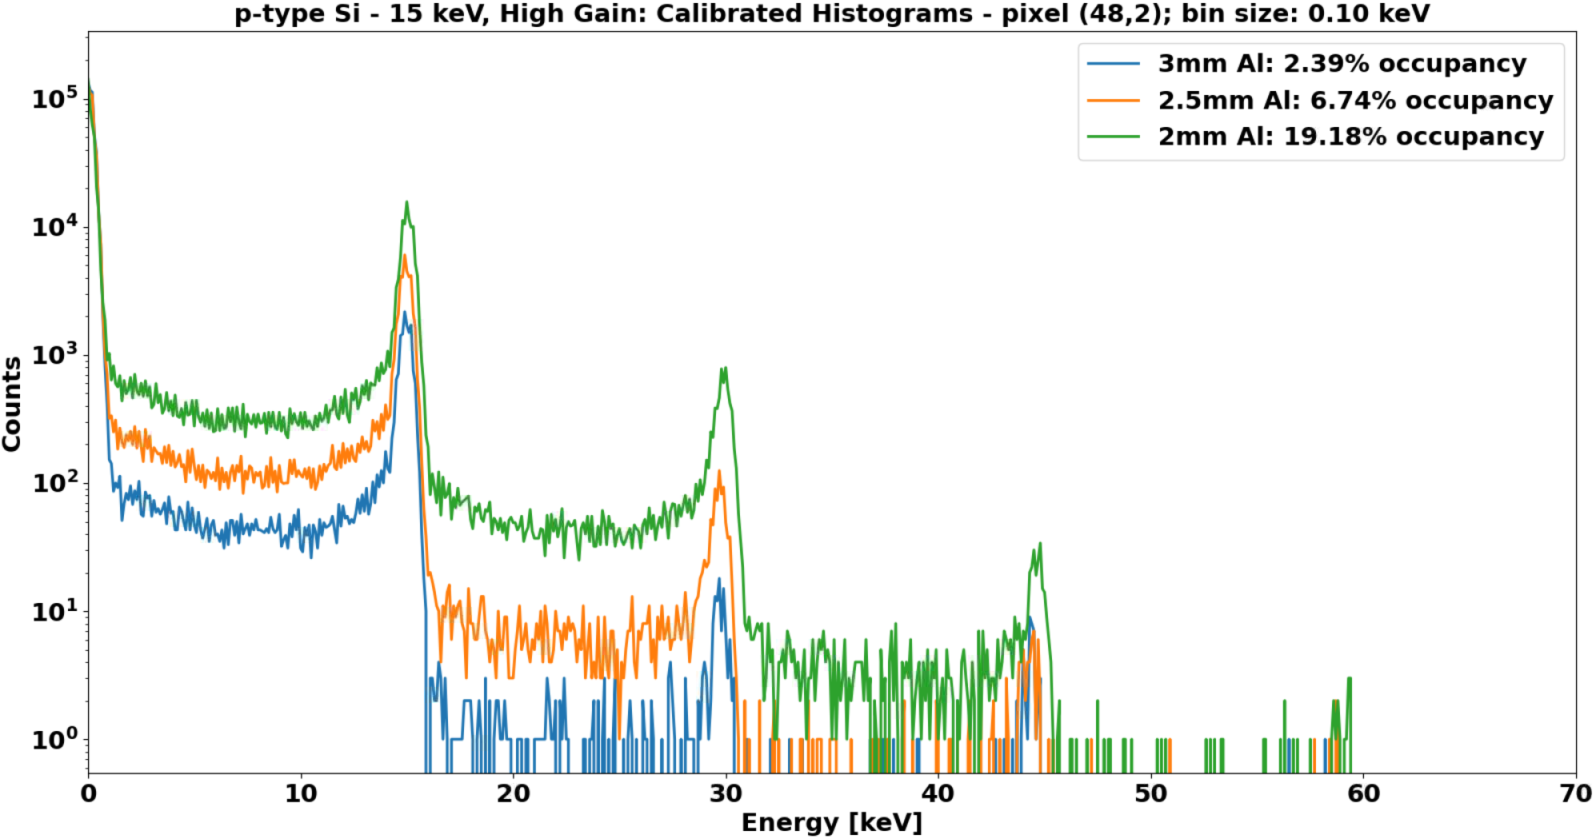 p-type Si - 15 keV, High Gain: Calibrated Histograms - pixel (48,2); bin size: 0.10 keV
3mm Al: 2.39% occupancy
2.5mm Al: 6.74% occupancy
2mm Al: 19.18% occupancy
10⁵
10⁴
10³
10²
10¹
10⁰
Counts
0 10 20 30 40 50 60 70
Energy [keV]